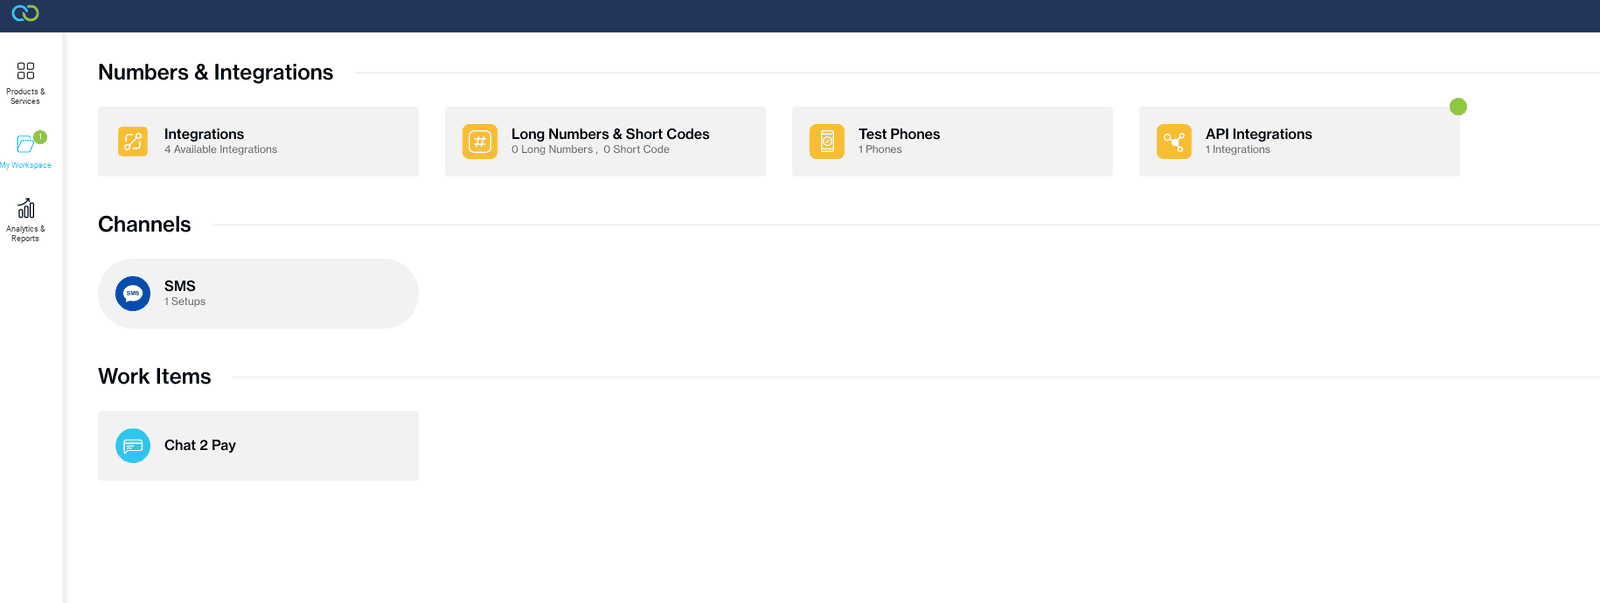 Products &
Services
1
My Workspace
Analytics &
Reports
Numbers & Integrations
Integrations
4 Available Integrations
Long Numbers & Short Codes
0 Long Numbers , 0 Short Code
Test Phones
1 Phones
API Integrations
1 Integrations
Channels
SMS
SMS
1 Setups
Work Items
Chat 2 Pay